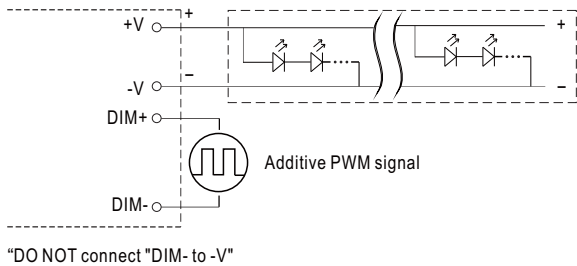 +V
+
+
-V
−
−
DIM+
Additive PWM signal
DIM-
“DO NOT connect "DIM- to -V"